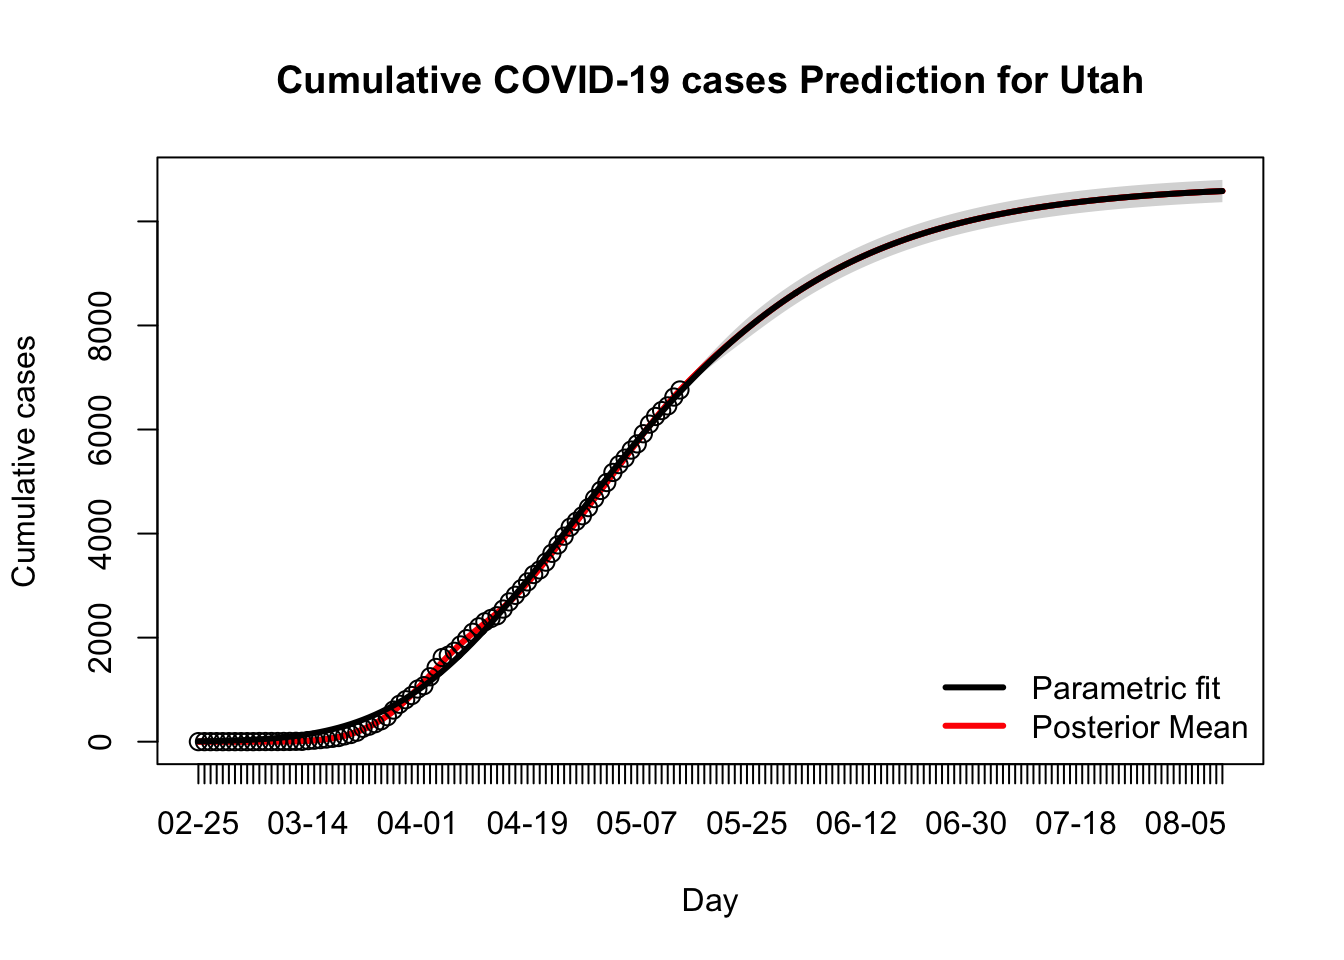 Cumulative COVID-19 cases Prediction for Utah
Cumulative cases
8000
6000
4000
2000
0
Parametric fit
Posterior Mean
02-25 03-14 04-01 04-19 05-07 05-25 06-12 06-30 07-18 08-05
Day